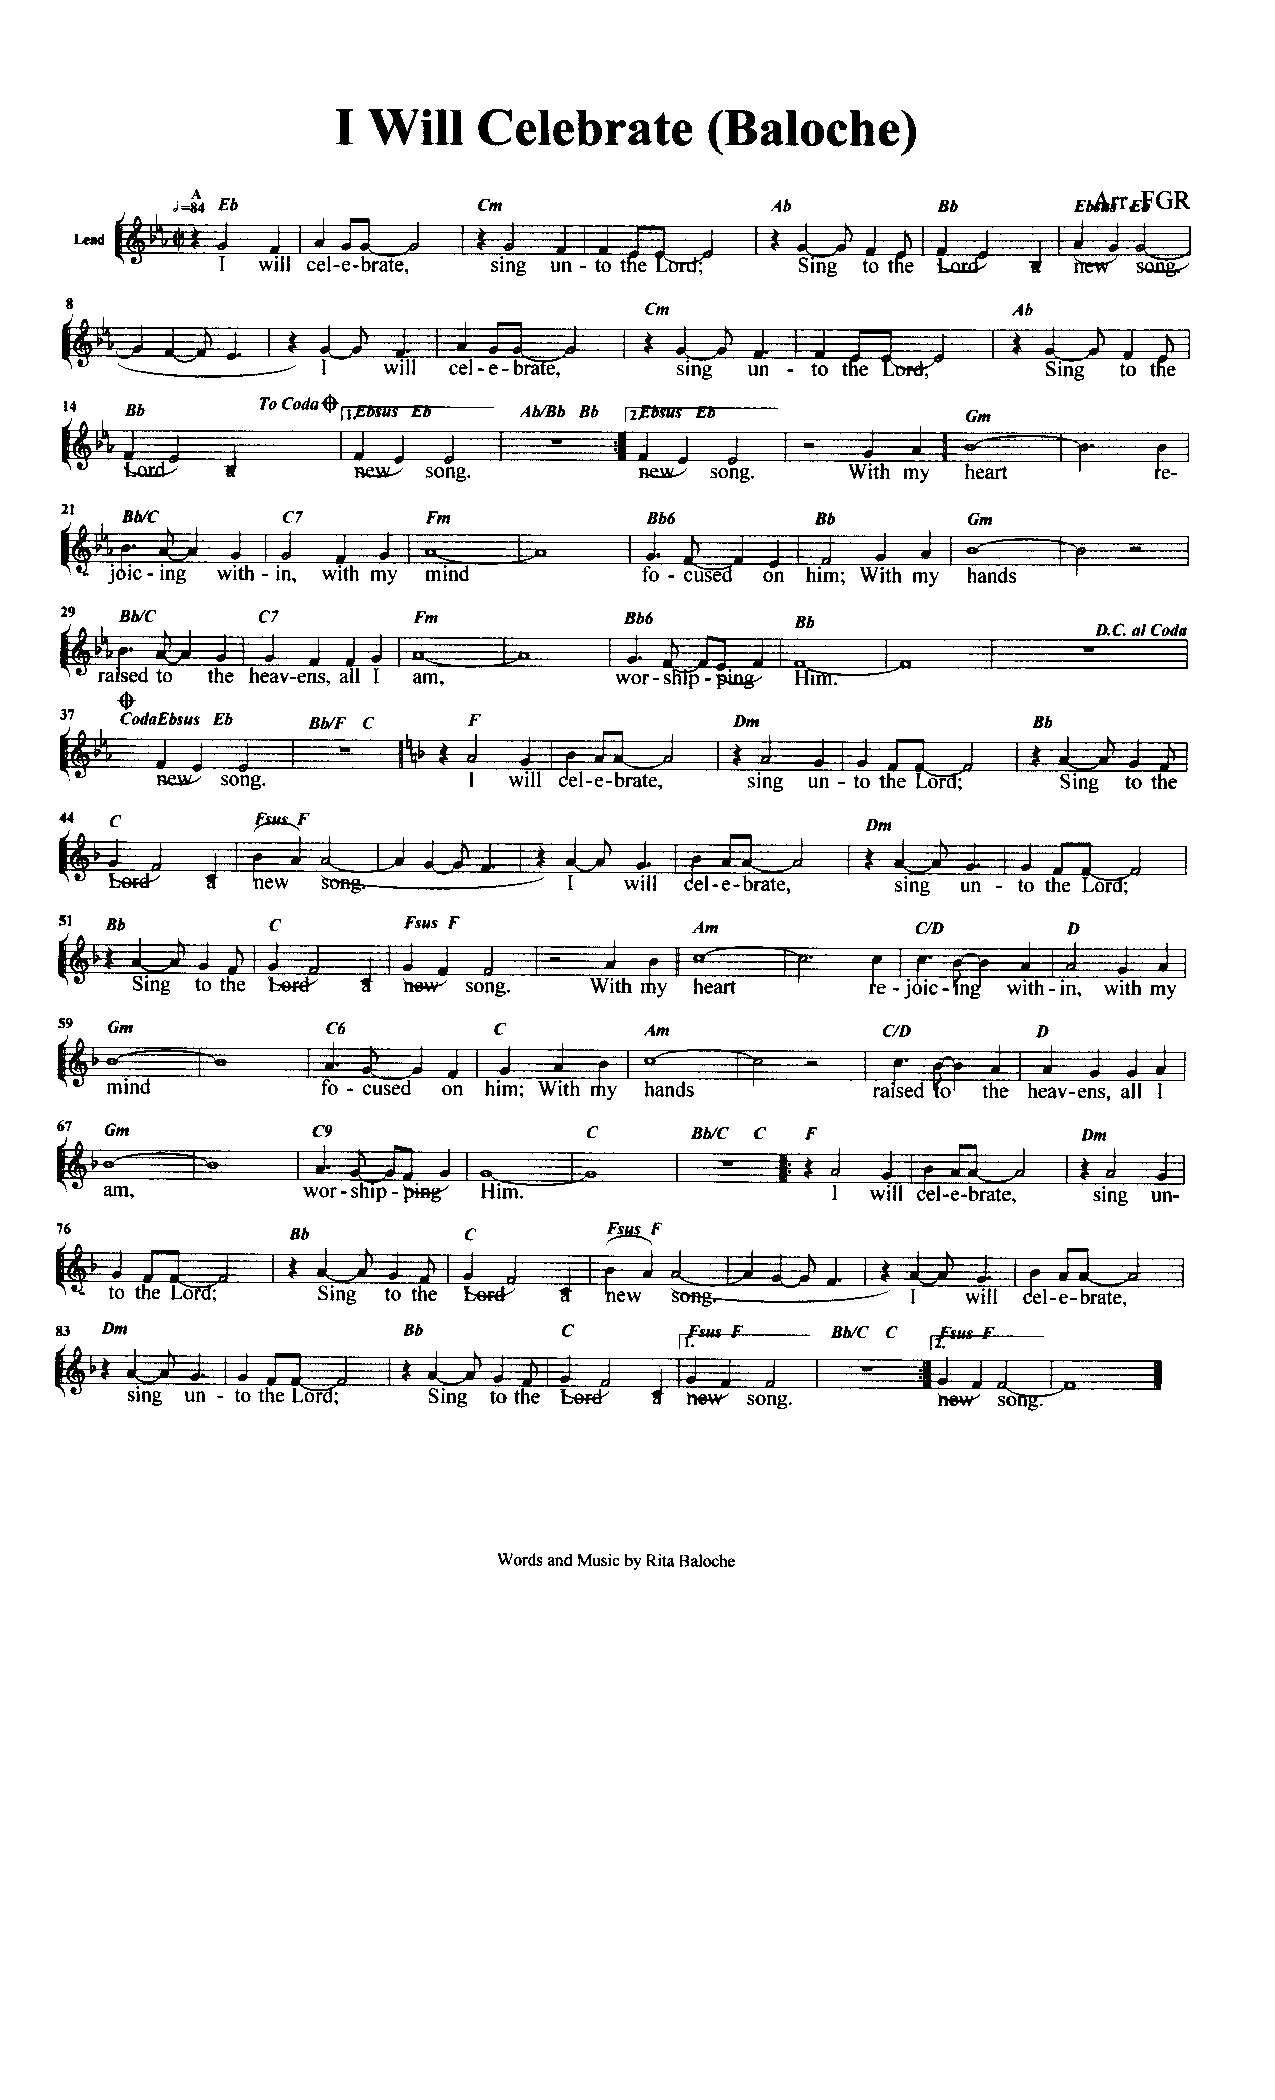 I Will Celebrate (Baloche)
Arr. FGR
A
♩=84 Eb Cm Ab Bb Ebsus Eb
Lead
I will cel-e-brate, sing un - to the Lord; Sing to the Lord a new song.
8 Cm Ab
I will cel-e-brate, sing un - to the Lord; Sing to the
14 Bb To Coda 1. Ebsus Eb Ab/Bb Bb 2. Ebsus Eb Gm
Lord a new song. new song. With my heart re-
21 Bb/C C7 Fm Bb6 Bb Gm
joic - ing with - in, with my mind fo - cused on him; With my hands
29 Bb/C C7 Fm Bb6 Bb D.C. al Coda
raised to the heav-ens, all I am, wor-ship-ping Him.
37 Coda Ebsus Eb Bb/F C F Dm Bb
new song. I will cel-e-brate, sing un - to the Lord; Sing to the
44 C Fsus F Dm
Lord a new song. I will cel-e-brate, sing un - to the Lord;
51 Bb C Fsus F Am C/D D
Sing to the Lord a new song. With my heart re - joic - ing with-in, with my
59 Gm C6 C Am C/D D
mind fo - cused on him; With my hands raised to the heav-ens, all I
67 Gm C9 C Bb/C C F Dm
am, wor-ship-ping Him. I will cel-e-brate, sing un-
76 Bb C Fsus F
to the Lord; Sing to the Lord a new song. I will cel-e-brate,
83 Dm Bb C 1. Fsus F Bb/C C 2. Fsus F
sing un - to the Lord; Sing to the Lord a new song. new song.
Words and Music by Rita Baloche